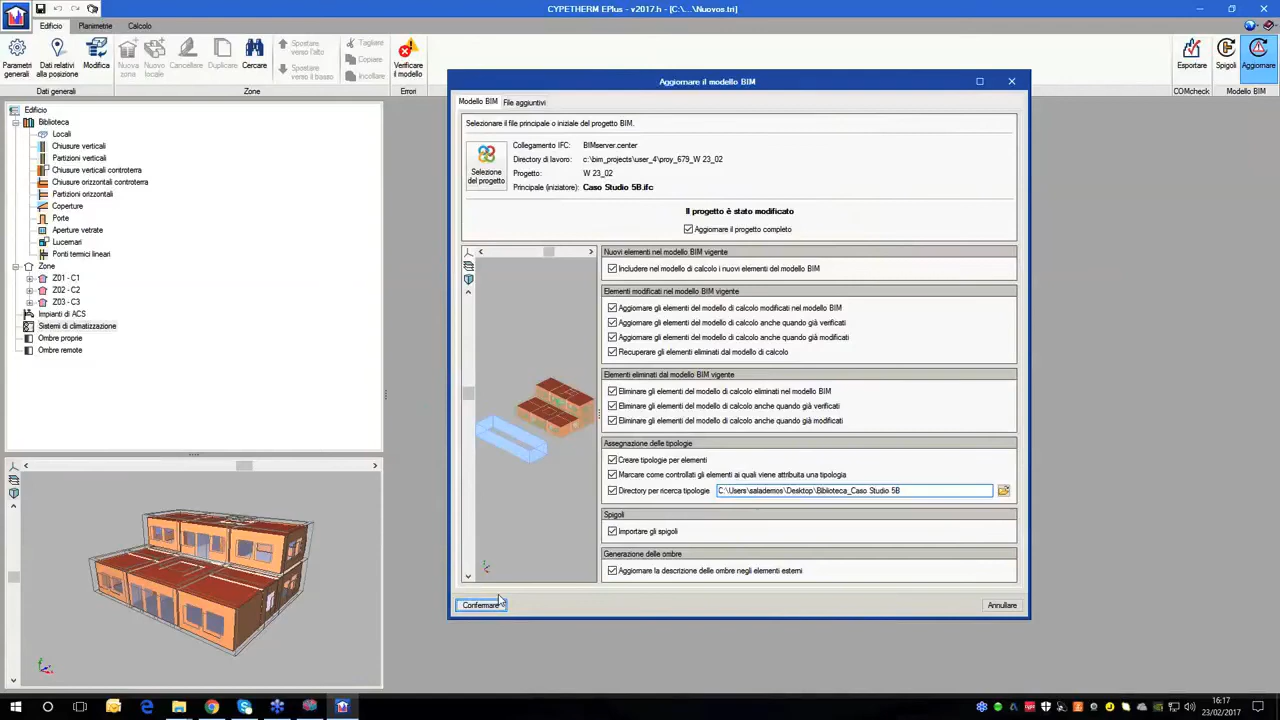 CYPETHERM EPlus - v2017.h - [C:\...\Nuovos.tri]
Edificio Planimetrie Calcolo
Parametri generali
Dati relativi alla posizione
Modifica
Nuova zona
Nuovo locale
Cancellare
Duplicare
Cercare
Spostare verso l'alto
Spostare verso il basso
Tagliare
Copiare
Incollare
Verificare il modello
Esportare
Spigoli
Aggiornare
Dati generali
Zone
Errori
COMcheck
Modello BIM
Edificio
Biblioteca
Locali
Chiusure verticali
Partizioni verticali
Chiusure verticali controterra
Chiusure orizzontali controterra
Partizioni orizzontali
Coperture
Porte
Aperture vetrate
Lucernari
Ponti termici lineari
Zone
Z01 - C1
Z02 - C2
Z03 - C3
Impianti di ACS
Sistemi di climatizzazione
Ombre proprie
Ombre remote
Aggiornare il modello BIM
Modello BIM File aggiuntivi
Selezionare il file principale o iniziale del progetto BIM.
Selezione del progetto
Collegamento IFC: BIMserver.center
Directory di lavoro: c:\bim_projects\user_4\proy_679_W 23_02
Progetto: W 23_02
Principale (iniziatore): Caso Studio 5B.ifc
Il progetto è stato modificato
Aggiornare il progetto completo
Nuovi elementi nel modello BIM vigente
Includere nel modello di calcolo i nuovi elementi del modello BIM
Elementi modificati nel modello BIM vigente
Aggiornare gli elementi del modello di calcolo modificati nel modello BIM
Aggiornare gli elementi del modello di calcolo anche quando già verificati
Aggiornare gli elementi del modello di calcolo anche quando già modificati
Recuperare gli elementi eliminati dal modello di calcolo
Elementi eliminati dal modello BIM vigente
Eliminare gli elementi del modello di calcolo eliminati nel modello BIM
Eliminare gli elementi del modello di calcolo anche quando già verificati
Eliminare gli elementi del modello di calcolo anche quando già modificati
Assegnazione delle tipologie
Creare tipologie per elementi
Marcare come controllati gli elementi ai quali viene attribuita una tipologia
Directory per ricerca tipologie C:\Users\salademos\Desktop\Biblioteca_Caso Studio 5B
Spigoli
Importare gli spigoli
Generazione delle ombre
Aggiornare la descrizione delle ombre negli elementi esterni
Confermare
Annullare
16:17
23/02/2017